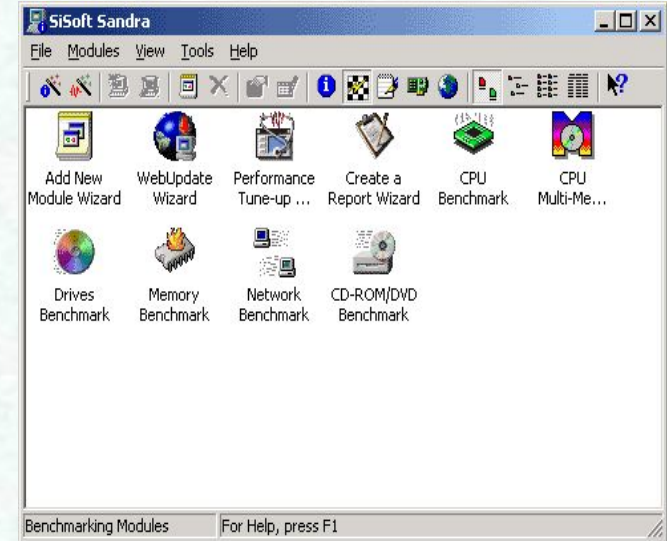 SiSoft Sandra
File Modules View Tools Help
Add New Module Wizard
WebUpdate Wizard
Performance Tune-up ...
Create a Report Wizard
CPU Benchmark
CPU Multi-Me...
Drives Benchmark
Memory Benchmark
Network Benchmark
CD-ROM/DVD Benchmark
Benchmarking Modules
For Help, press F1